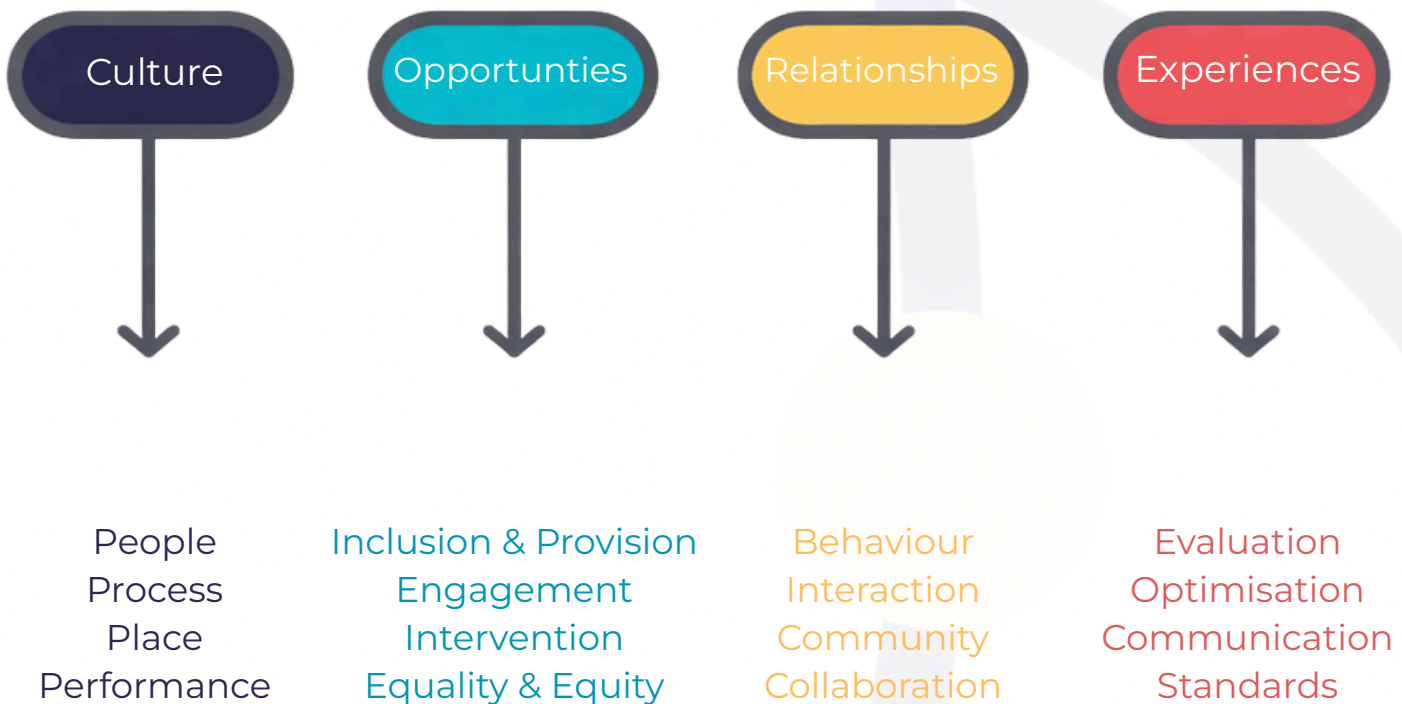 Culture
Opportunties
Relationships
Experiences
People
Process
Place
Performance
Inclusion & Provision
Engagement
Intervention
Equality & Equity
Behaviour
Interaction
Community
Collaboration
Evaluation
Optimisation
Communication
Standards